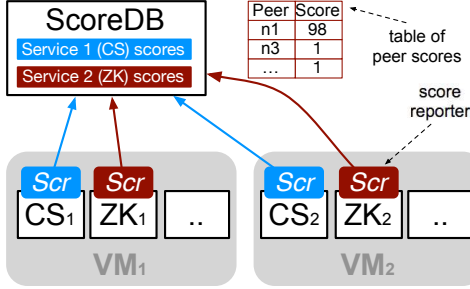 ScoreDB
Service 1 (CS) scores
Service 2 (ZK) scores
Peer Score
n1 98
n3 1
... 1
table of
peer scores
score
reporter
Scr Scr Scr Scr
CS1 ZK1 .. CS2 ZK2 ..
VM1 VM2